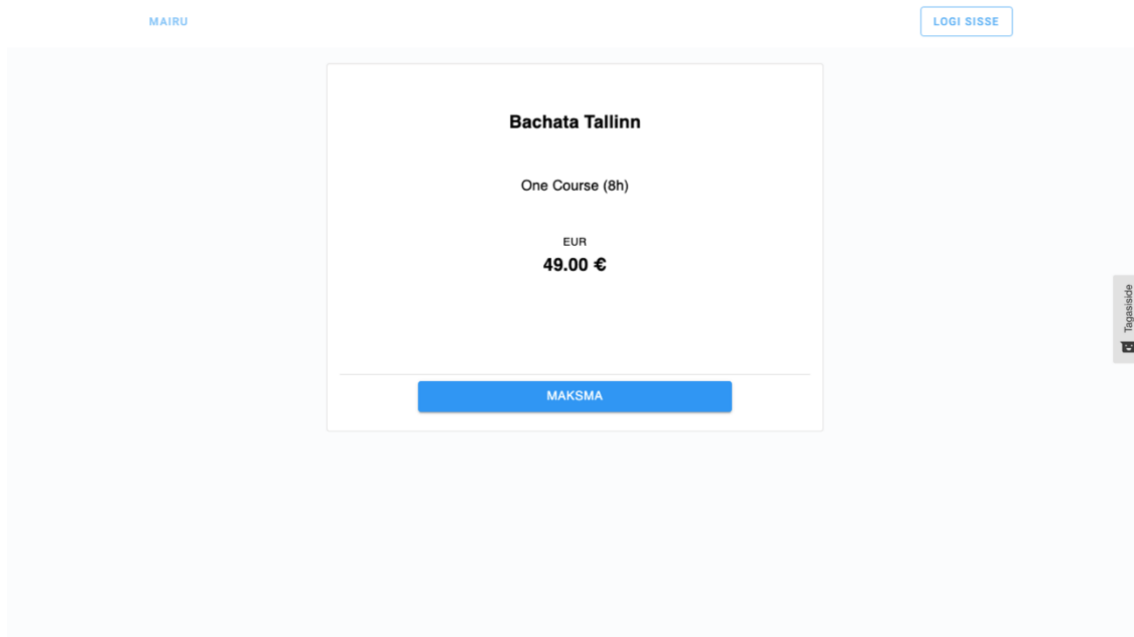 MAIRU
LOGI SISSE
Bachata Tallinn
One Course (8h)
EUR
49.00 €
Tagasiside
MAKSMA